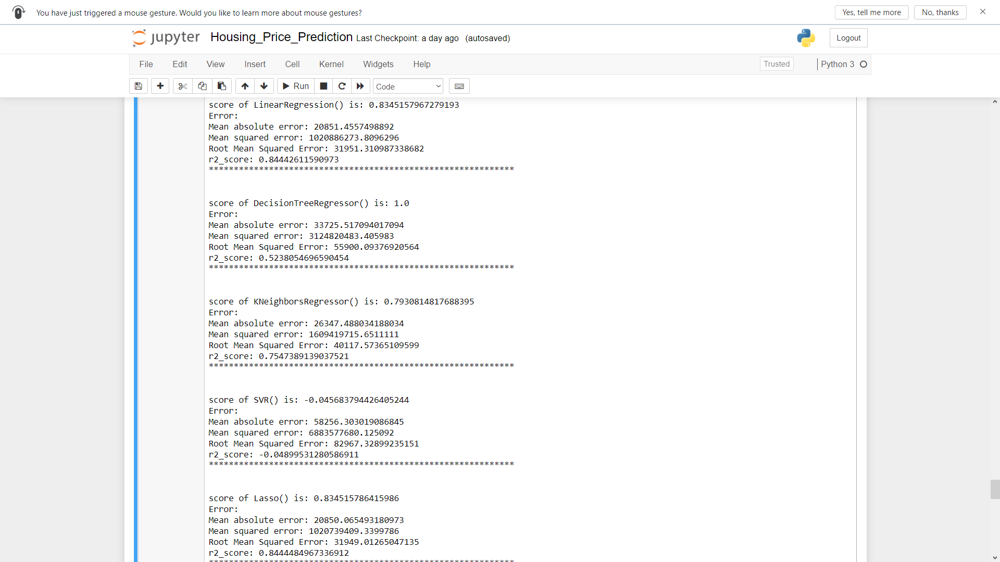 You have just triggered a mouse gesture. Would you like to learn more about mouse gestures?
Yes, tell me more
No, thanks
jupyter Housing_Price_Prediction Last Checkpoint: a day ago (autosaved)
Logout
File Edit View Insert Cell Kernel Widgets Help
Trusted
Python 3
Run
Code
score of LinearRegression() is: 0.8345157967279193
Error:
Mean absolute error: 20851.4557498892
Mean squared error: 1020886273.8096296
Root Mean Squared Error: 31951.310987338682
r2_score: 0.84442611590973
*************************************************************
score of DecisionTreeRegressor() is: 1.0
Error:
Mean absolute error: 33725.517094017094
Mean squared error: 3124820483.405983
Root Mean Squared Error: 55900.09376920564
r2_score: 0.5238054696590454
*************************************************************
score of KNeighborsRegressor() is: 0.7930814817688395
Error:
Mean absolute error: 26347.488034188034
Mean squared error: 1609419715.6511111
Root Mean Squared Error: 40117.57365109599
r2_score: 0.7547389139037521
*************************************************************
score of SVR() is: -0.045683794426405244
Error:
Mean absolute error: 58256.303019086845
Mean squared error: 6883577680.125092
Root Mean Squared Error: 82967.32899235151
r2_score: -0.04899531280586911
*************************************************************
score of Lasso() is: 0.834515786415986
Error:
Mean absolute error: 20850.065493180973
Mean squared error: 1020739409.3399786
Root Mean Squared Error: 31949.01265047135
r2_score: 0.8444484967336912
*************************************************************